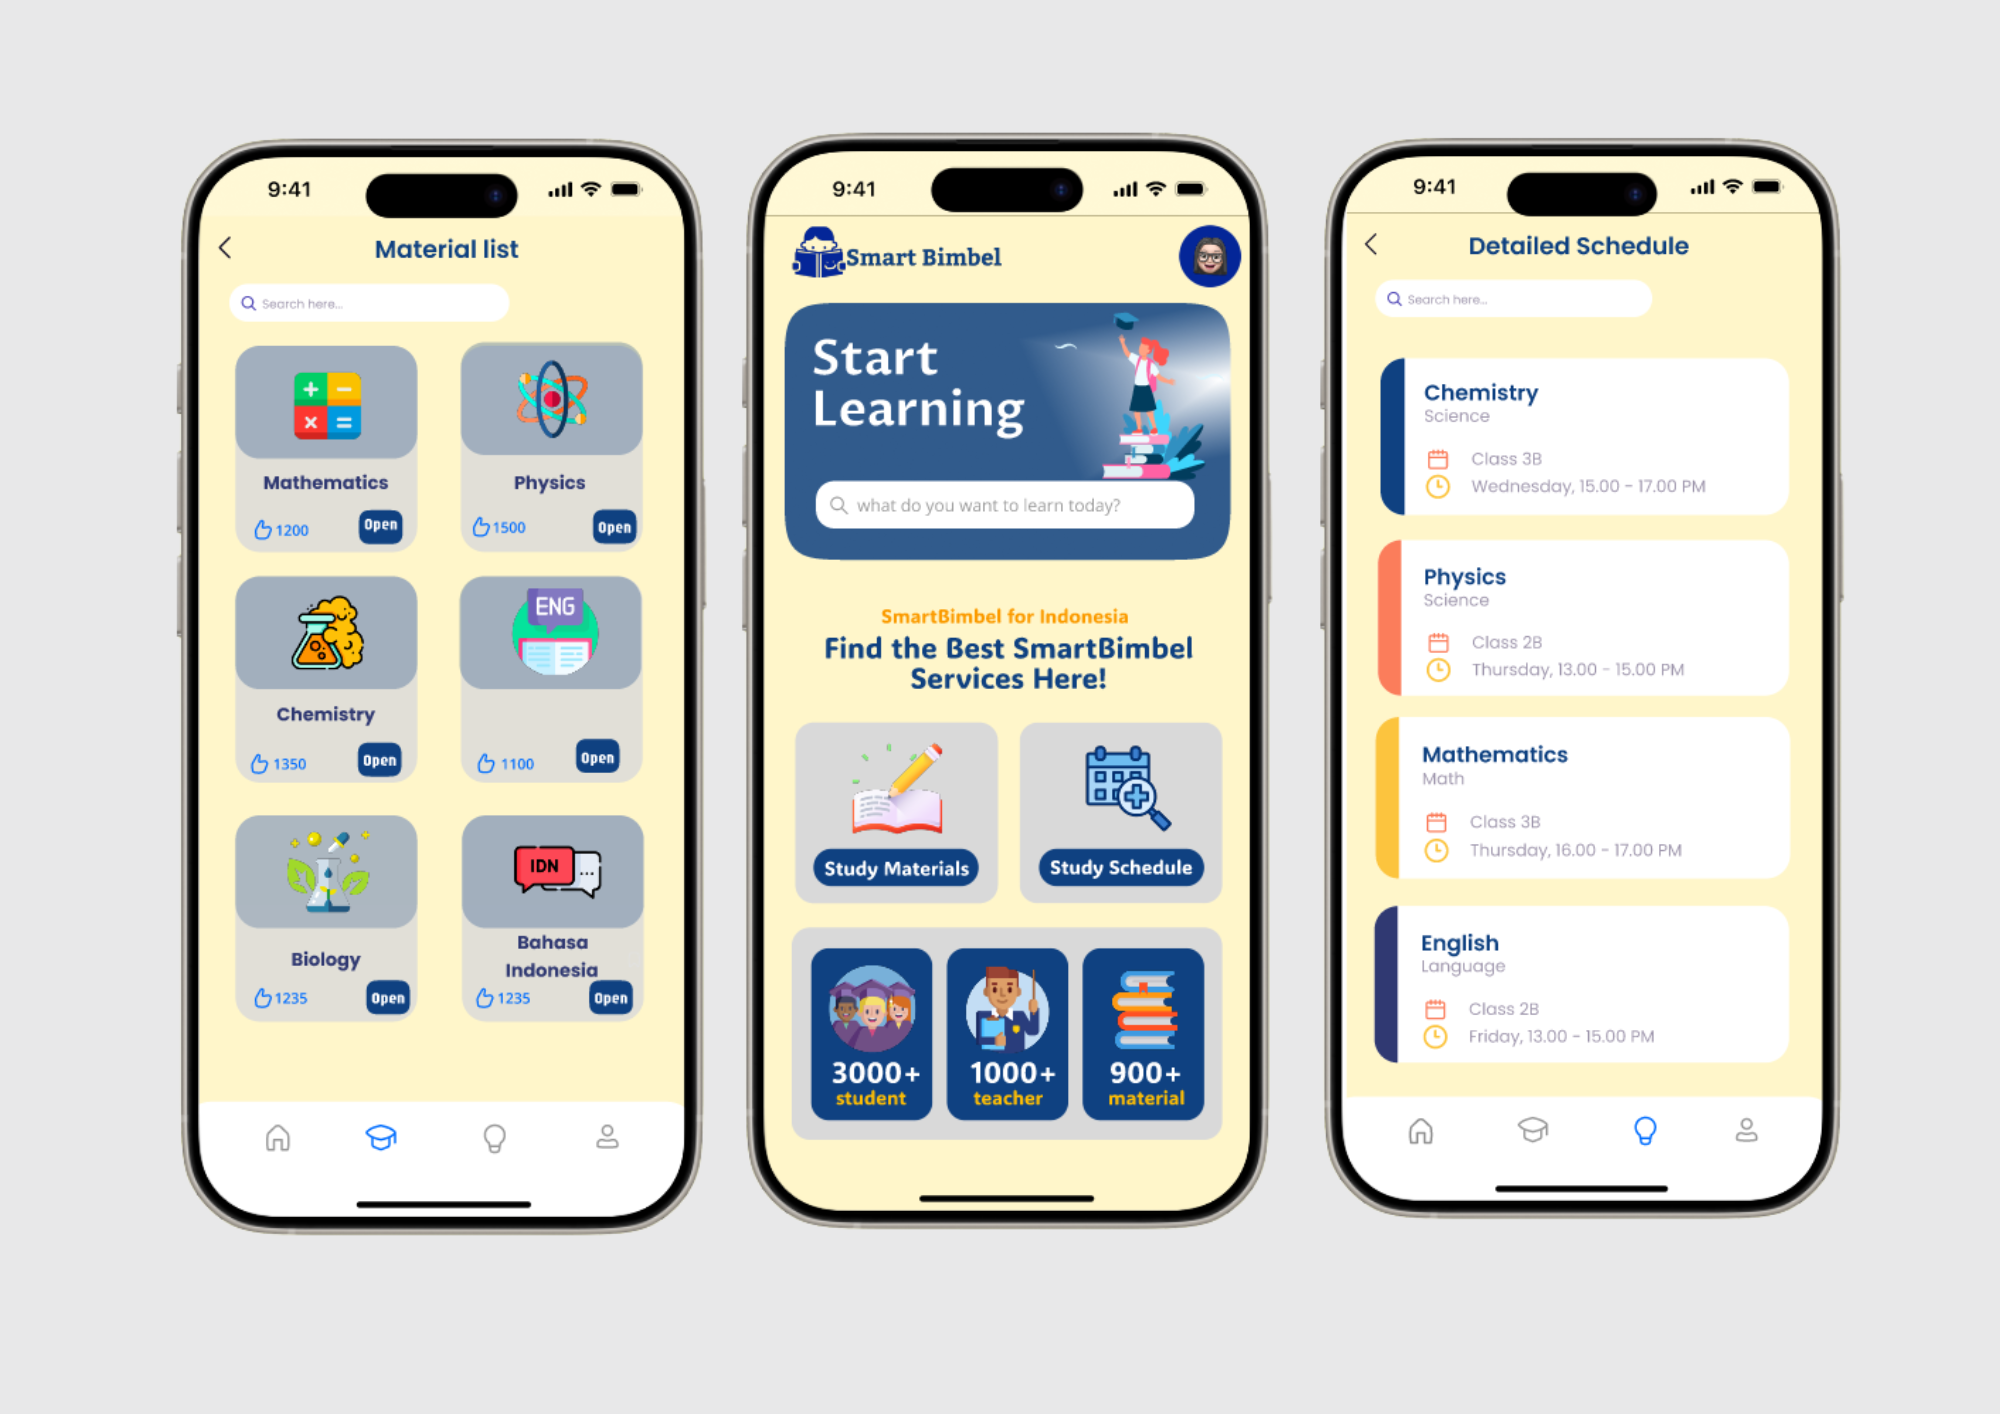 9:41
Material list
Search here...
Mathematics
1200
Open
Physics
1500
Open
Chemistry
1350
Open
ENG
1100
Open
Biology
1235
Open
IDN
...
Bahasa
Indonesia
1235
Open
9:41
Smart Bimbel
Start
Learning
what do you want to learn today?
SmartBimbel for Indonesia
Find the Best SmartBimbel
Services Here!
Study Materials
Study Schedule
3000+
student
1000+
teacher
900+
material
9:41
Detailed Schedule
Search here...
Chemistry
Science
Class 3B
Wednesday, 15.00 - 17.00 PM
Physics
Science
Class 2B
Thursday, 13.00 - 15.00 PM
Mathematics
Math
Class 3B
Thursday, 16.00 - 17.00 PM
English
Language
Class 2B
Friday, 13.00 - 15.00 PM